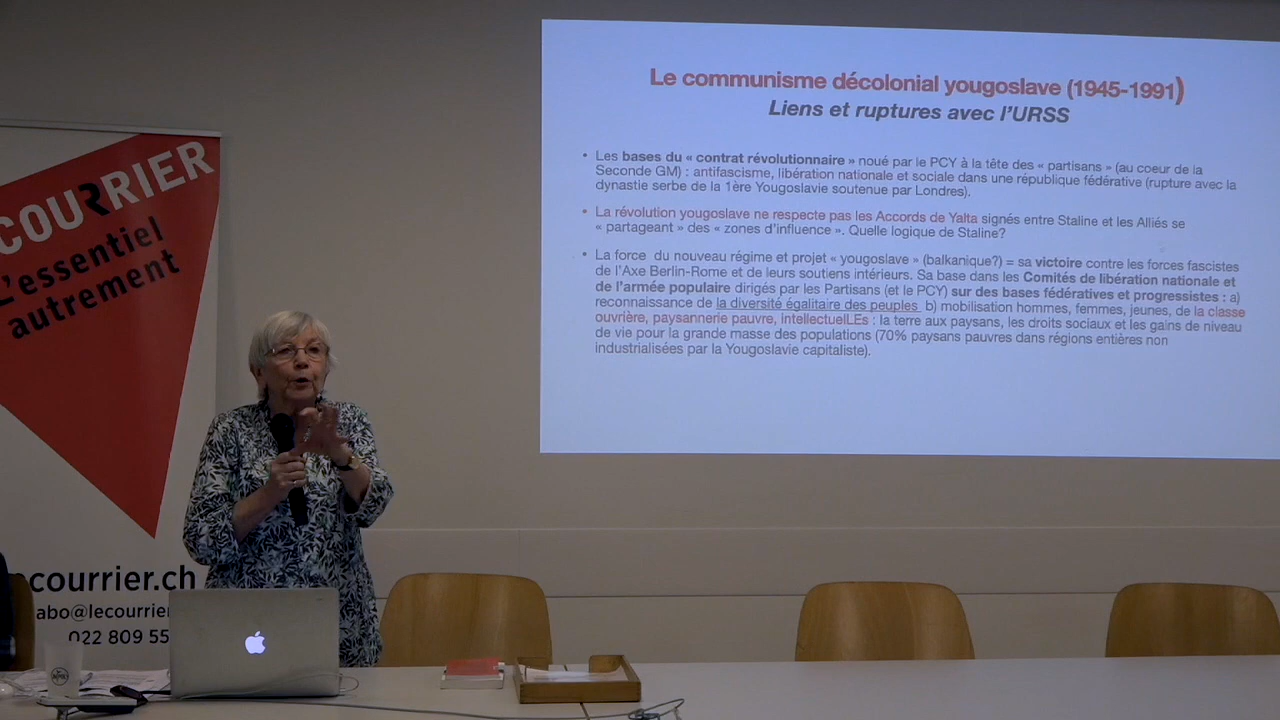 COURRIER
L'essentiel
autrement
ecourrier.ch
abo@lecourrier
022 809 55
Le communisme décolonial yougoslave (1945-1991)
Liens et ruptures avec l'URSS
• Les bases du « contrat révolutionnaire » noué par le PCY à la tête des « partisans » (au coeur de la
Seconde GM) : antifascisme, libération nationale et sociale dans une république fédérative (rupture avec la
dynastie serbe de la 1ère Yougoslavie soutenue par Londres).
• La révolution yougoslave ne respecte pas les Accords de Yalta signés entre Staline et les Alliés se
« partageant » des « zones d'influence ». Quelle logique de Staline?
• La force du nouveau régime et projet « yougoslave » (balkanique?) = sa victoire contre les forces fascistes
de l'Axe Berlin-Rome et de leurs soutiens intérieurs. Sa base dans les Comités de libération nationale et
de l'armée populaire dirigés par les Partisans (et le PCY) sur des bases fédératives et progressistes : a)
reconnaissance de la diversité égalitaire des peuples b) mobilisation hommes, femmes, jeunes, de la classe
ouvrière, paysannerie pauvre, intellectuelLEs : la terre aux paysans, les droits sociaux et les gains de niveau
de vie pour la grande masse des populations (70% paysans pauvres dans régions entières non
industrialisées par la Yougoslavie capitaliste).